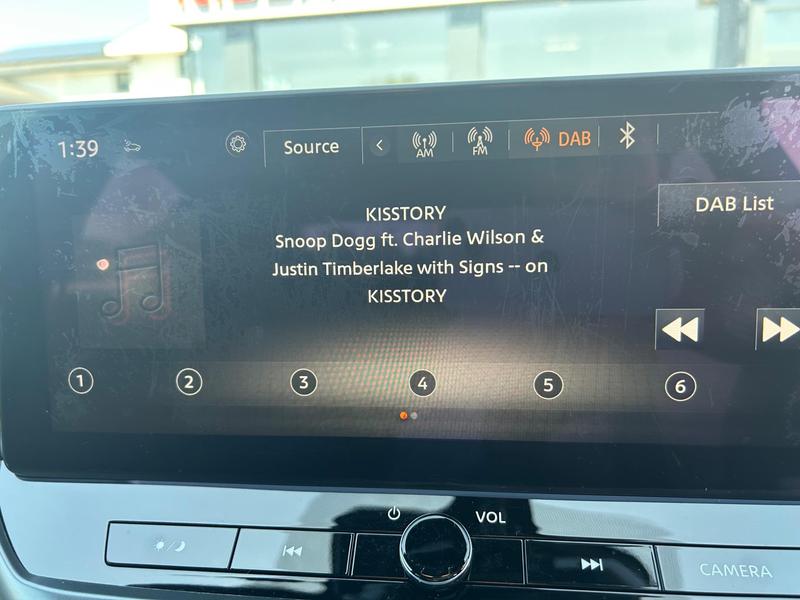 1:39
Source
AM
FM
DAB
KISSTORY
DAB List
Snoop Dogg ft. Charlie Wilson &
Justin Timberlake with Signs -- on
KISSTORY
1 2 3 4 5 6
VOL
CAMERA